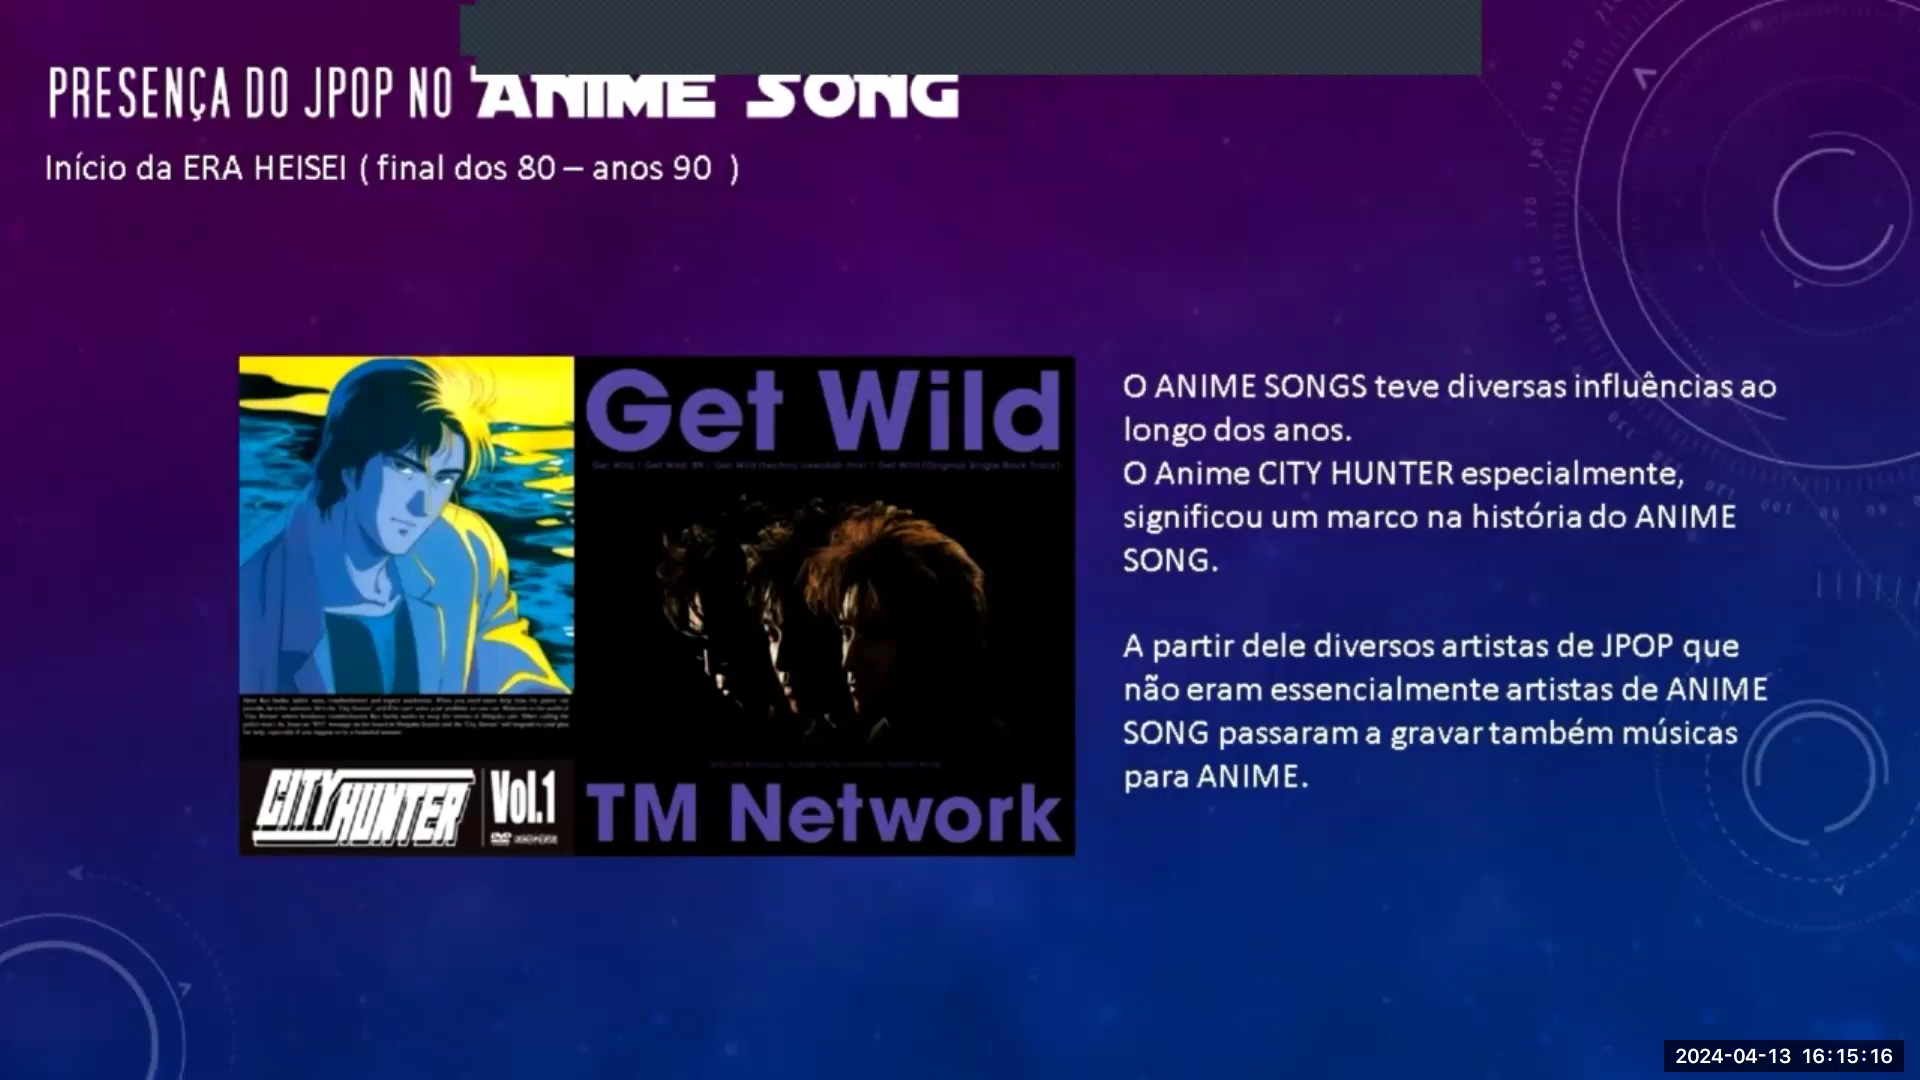 PRESENÇA DO JPOP NO ANIME SONG
Início da ERA HEISEI ( final dos 80 – anos 90 )
Get Wild
O ANIME SONGS teve diversas influências ao
longo dos anos.
O Anime CITY HUNTER especialmente,
significou um marco na história do ANIME
SONG.
A partir dele diversos artistas de JPOP que
não eram essencialmente artistas de ANIME
SONG passaram a gravar também músicas
para ANIME.
CITY HUNTER Vol.1
DVD
TM Network
2024-04-13 16:15:16